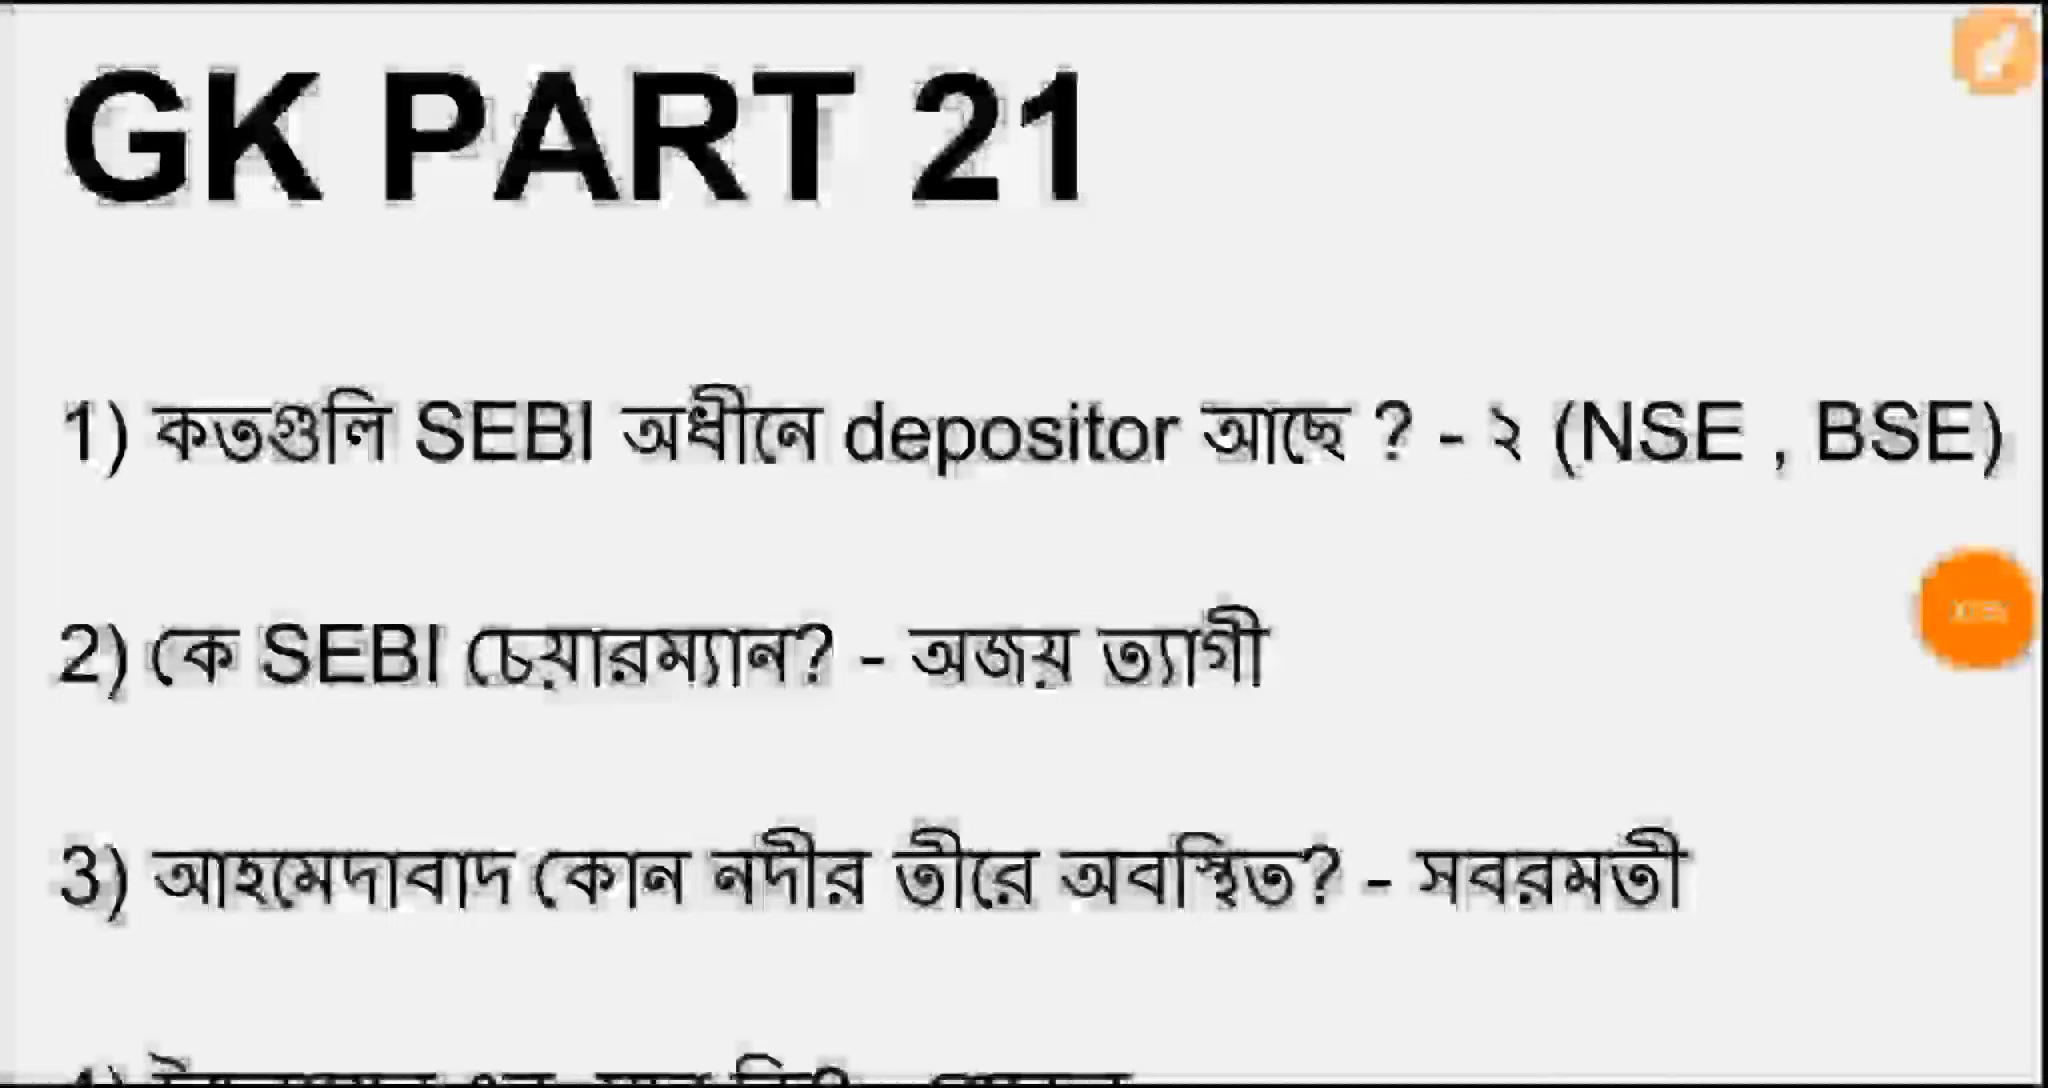 GK PART 21
1) কতগুলি SEBI অধীনে depositor আছে ? - ২ (NSE , BSE)
2) কে SEBI চেয়ারম্যান? - অজয় ত্যাগী
3) আহমেদাবাদ কোন নদীর তীরে অবস্থিত? - সবরমতী